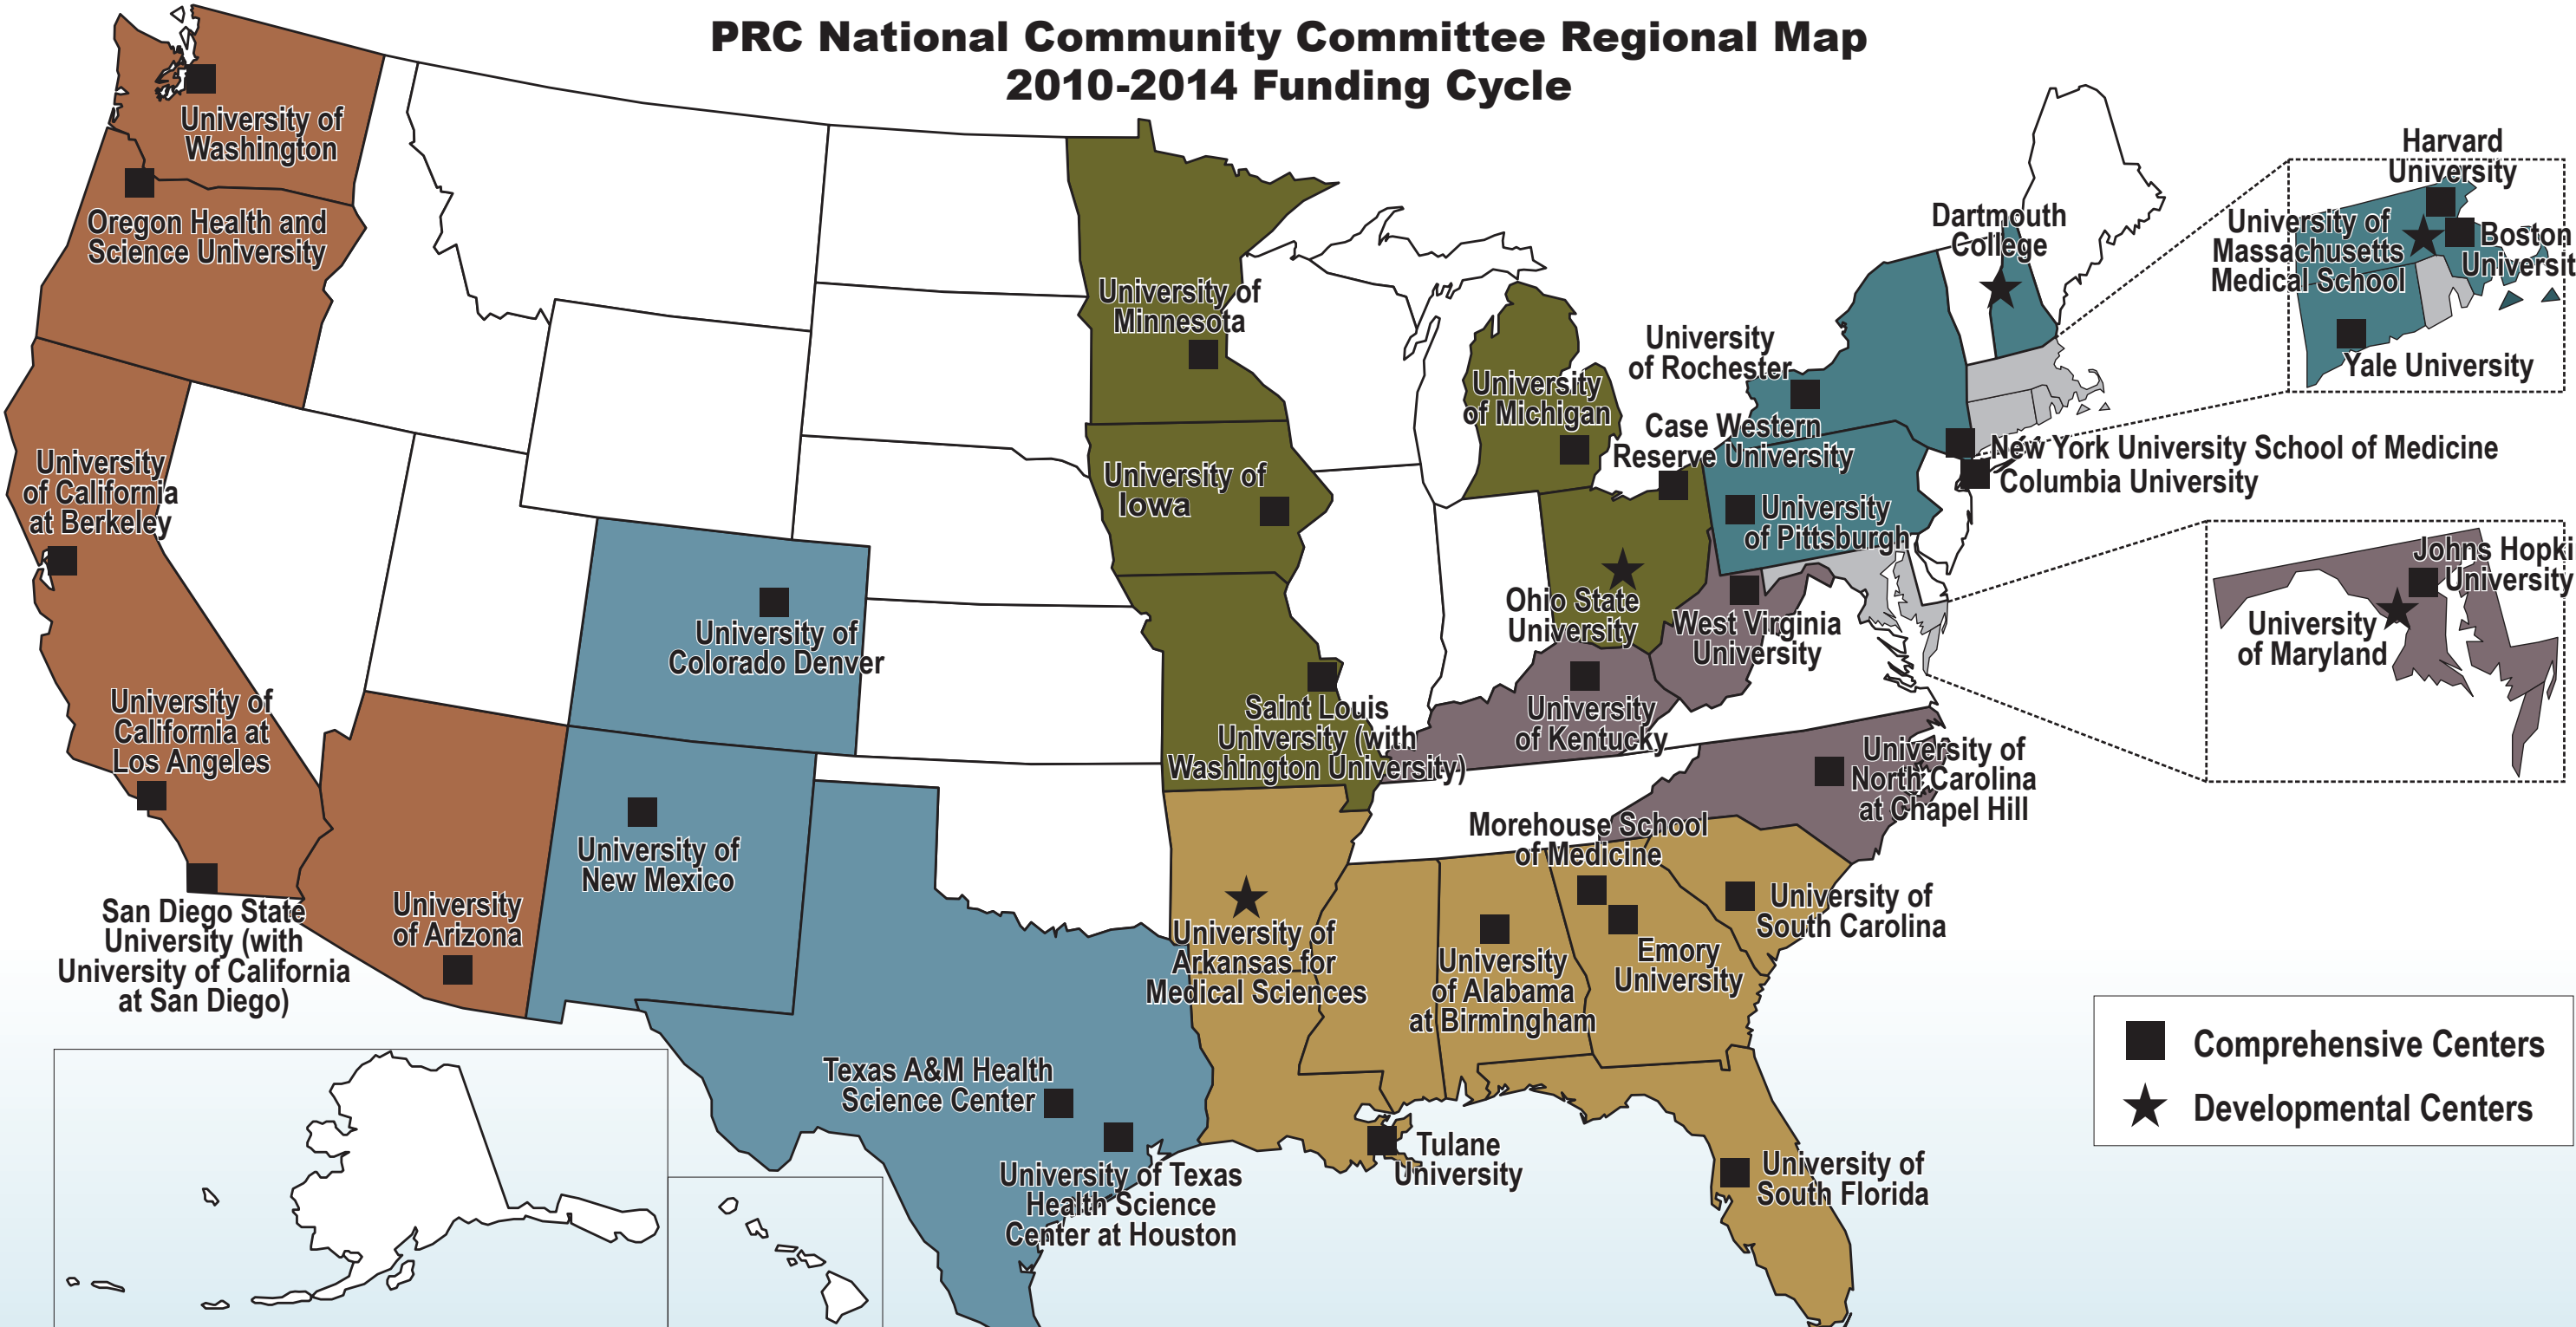 PRC National Community Committee Regional Map
2010-2014 Funding Cycle
University of
Washington
Oregon Health and
Science University
University
of California
at Berkeley
University of
California at
Los Angeles
San Diego State
University (with
University of California
at San Diego)
University
of Arizona
University of
Colorado Denver
University of
New Mexico
Texas A&M Health
Science Center
University of Texas
Health Science
Center at Houston
University of
Minnesota
University of
Iowa
Saint Louis
University (with
Washington University)
University
of Michigan
Case Western
Reserve University
Ohio State
University
University of
Arkansas for
Medical Sciences
Tulane
University
University
of Alabama
at Birmingham
Morehouse School
of Medicine
Emory
University
University of
South Carolina
University of
South Florida
University
of Kentucky
West Virginia
University
University of
North Carolina
at Chapel Hill
University
of Rochester
University
of Pittsburgh
Dartmouth
College
New York University School of Medicine
Columbia University
Harvard
University
University of
Massachusetts
Medical School
Boston
Universit
Yale University
Johns Hopki
University
University
of Maryland
Comprehensive Centers
Developmental Centers